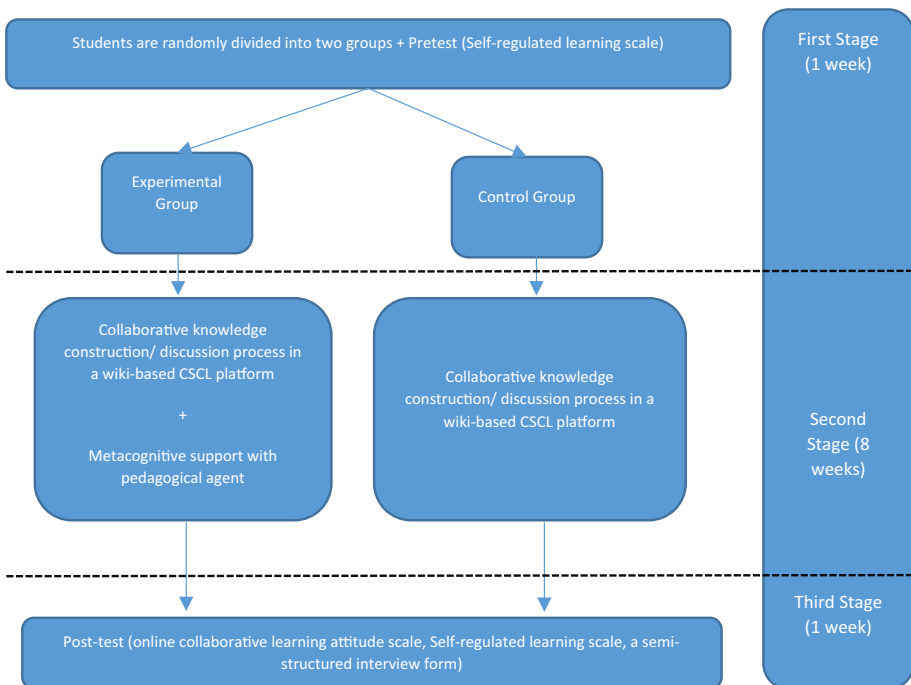 Students are randomly divided into two groups + Pretest (Self-regulated learning scale)
First Stage
(1 week)
Experimental
Group
Control Group
Collaborative knowledge
construction/ discussion process in
a wiki-based CSCL platform
+
Metacognitive support with
pedagogical agent
Collaborative knowledge
construction/ discussion process in a
wiki-based CSCL platform
Second
Stage (8
weeks)
Third Stage
(1 week)
Post-test (online collaborative learning attitude scale, Self-regulated learning scale, a semi-
structured interview form)